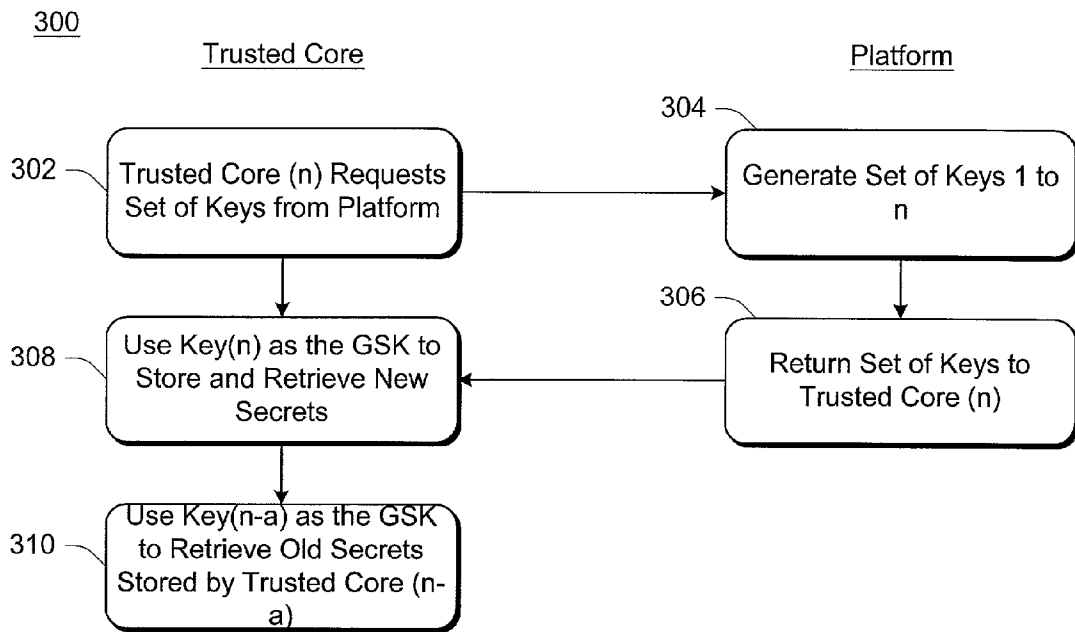 300
Trusted Core
Platform
302
Trusted Core (n) Requests
Set of Keys from Platform
304
Generate Set of Keys 1 to
n
306
Return Set of Keys to
Trusted Core (n)
308
Use Key(n) as the GSK to
Store and Retrieve New
Secrets
310
Use Key(n-a) as the GSK
to Retrieve Old Secrets
Stored by Trusted Core (n-
a)